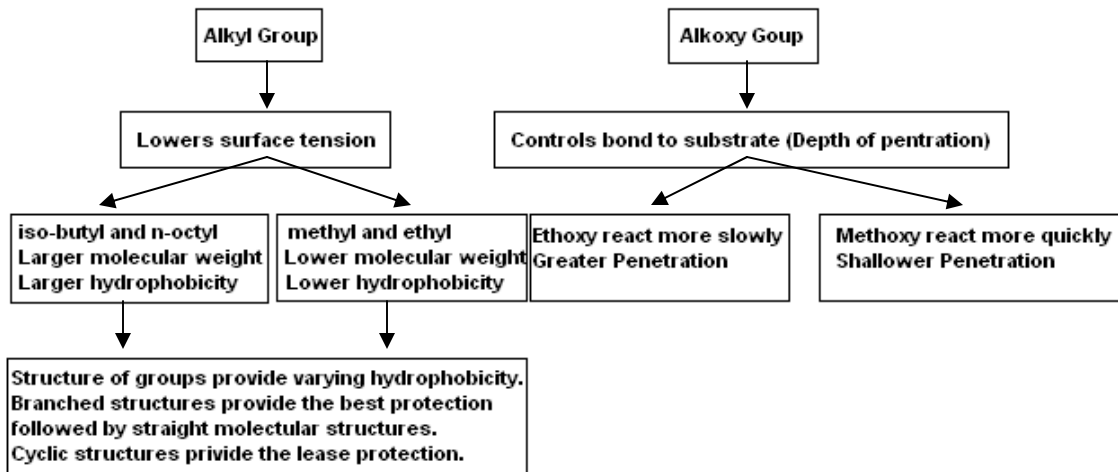 Alkyl Group
Alkoxy Goup
Lowers surface tension
Controls bond to substrate (Depth of pentration)
iso-butyl and n-octyl
Larger molecular weight
Larger hydrophobicity
methyl and ethyl
Lower molecular weight
Lower hydrophobicity
Ethoxy react more slowly
Greater Penetration
Methoxy react more quickly
Shallower Penetration
Structure of groups provide varying hydrophobicity.
Branched structures provide the best protection
followed by straight molectular structures.
Cyclic structures privide the lease protection.